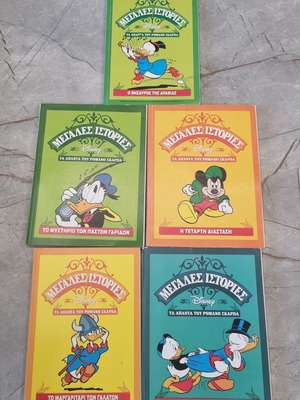 ΜΕΓΑΛΕΣ ΙΣΤΟΡΙΕΣ
Disney
ΤΑ ΑΠΑΝΤΑ ΤΟΥ ΡΟΜΑΝΟ ΣΚΑΡΠΑ
Ο ΘΗΣΑΥΡΟΣ ΤΗΣ ΑΡΑΒΙΑΣ
ΜΕΓΑΛΕΣ ΙΣΤΟΡΙΕΣ
Disney
ΤΑ ΑΠΑΝΤΑ ΤΟΥ ΡΟΜΑΝΟ ΣΚΑΡΠΑ
ΤΟ ΜΥΣΤΗΡΙΟ ΤΩΝ ΠΑΣΤΩΝ ΓΑΡΙΔΩΝ
ΜΕΓΑΛΕΣ ΙΣΤΟΡΙΕΣ
Disney
ΤΑ ΑΠΑΝΤΑ ΤΟΥ ΡΟΜΑΝΟ ΣΚΑΡΠΑ
Η ΤΕΤΑΡΤΗ ΔΙΑΣΤΑΣΗ
ΜΕΓΑΛΕΣ ΙΣΤΟΡΙΕΣ
Disney
ΤΑ ΑΠΑΝΤΑ ΤΟΥ ΡΟΜΑΝΟ ΣΚΑΡΠΑ
ΤΟ ΜΑΡΓΑΡΙΤΑΡΙ ΤΩΝ ΓΑΛΑΤΩΝ
ΜΕΓΑΛΕΣ ΙΣΤΟΡΙΕΣ
Disney
ΤΑ ΑΠΑΝΤΑ ΤΟΥ ΡΟΜΑΝΟ ΣΚΑΡΠΑ